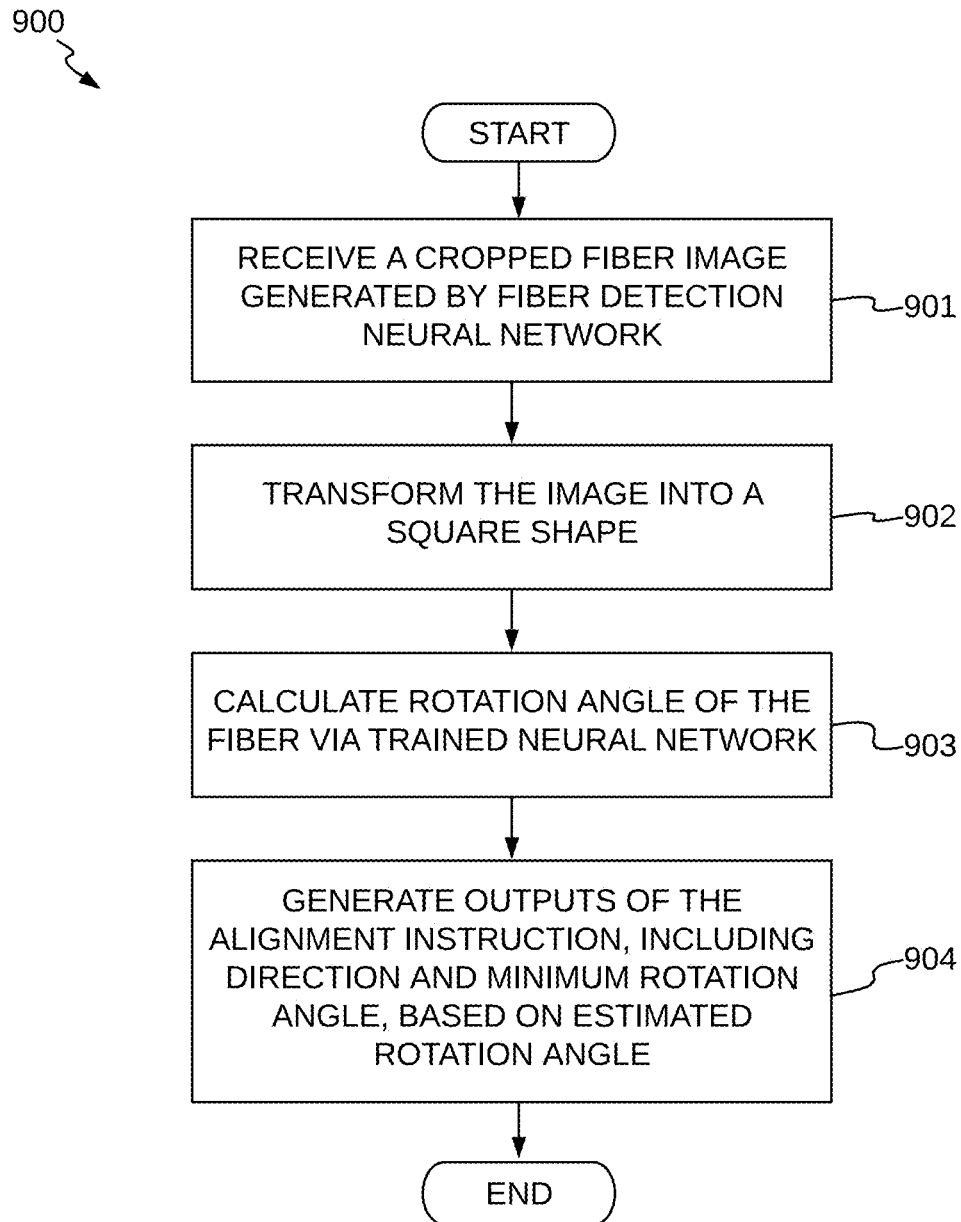 900
START
RECEIVE A CROPPED FIBER IMAGE
GENERATED BY FIBER DETECTION
NEURAL NETWORK
901
TRANSFORM THE IMAGE INTO A
SQUARE SHAPE
902
CALCULATE ROTATION ANGLE OF THE
FIBER VIA TRAINED NEURAL NETWORK
903
GENERATE OUTPUTS OF THE
ALIGNMENT INSTRUCTION, INCLUDING
DIRECTION AND MINIMUM ROTATION
ANGLE, BASED ON ESTIMATED
ROTATION ANGLE
904
END